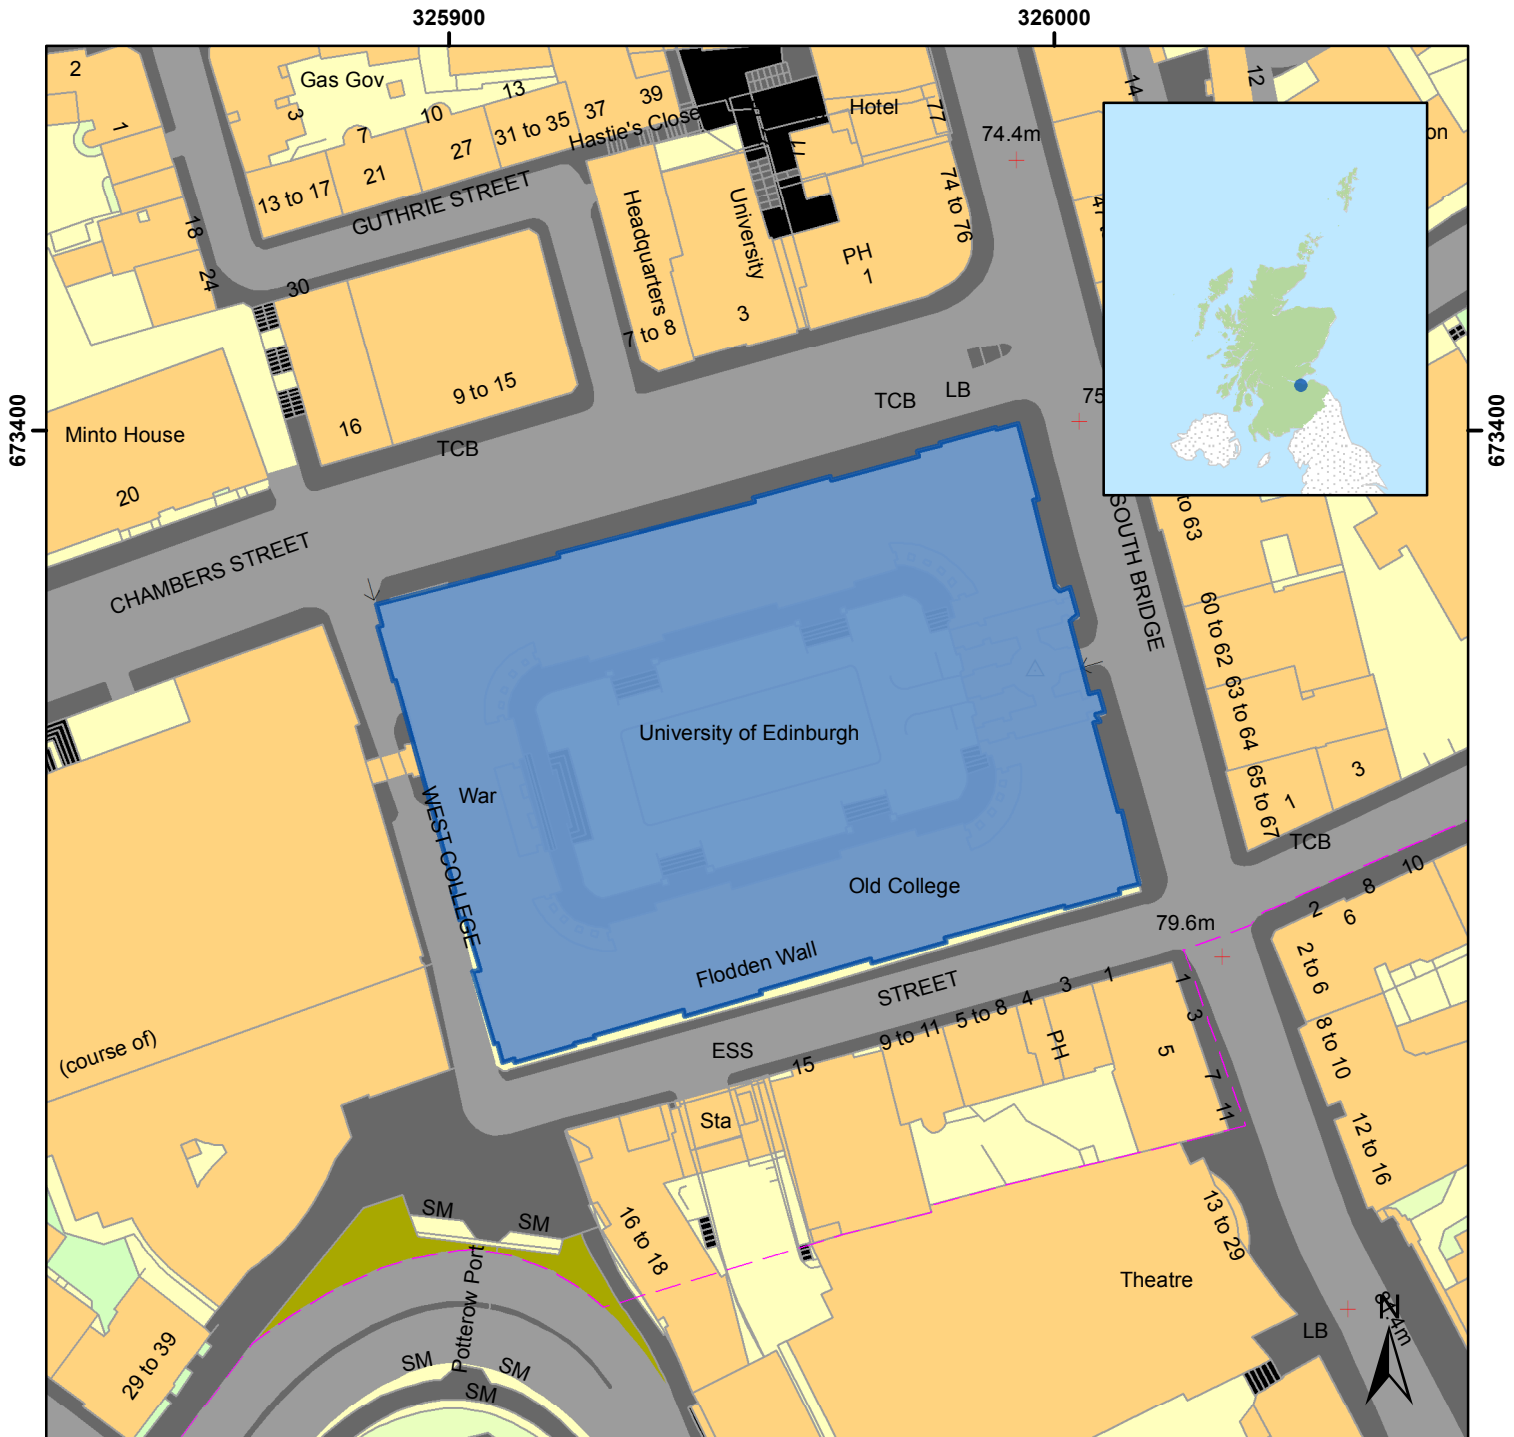 325900
326000
2
Gas Gov
13
39
37
14
12
3
10
Hotel
77
1
7
31 to 35
Hastie's Close
74.4m
on
27
21
13 to 17
GUTHRIE STREET
18
24
30
Headquarters
University
74 to 76
PH
1
3
7 to 8
9 to 15
16
TCB
TCB
LB
75
673400
673400
Minto House
20
CHAMBERS STREET
SOUTH BRIDGE
to 63
60 to 62
63 to 64
65 to 67
1
3
TCB
University of Edinburgh
War
WEST COLLEGE
Old College
Flodden Wall
79.6m
2
8
10
6
2 to 6
STREET
1
3
4
5 to 8
9 to 11
15
ESS
PH
5
1
3
7
11
8 to 10
12 to 16
(course of)
Sta
16 to 18
SM
SM
13 to 29
Theatre
Potterow Port
29 to 39
SM
SM
SM
LB
N